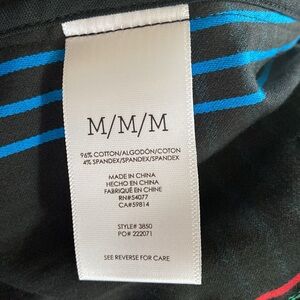 M/M/M
96% COTTON/ALGODÓN/COTON
4% SPANDEX/SPANDEX/SPANDEX
MADE IN CHINA
HECHO EN CHINA
FABRIQUÉ EN CHINE
RN#54077
CA#59814
STYLE# 3850
PO# 222071
SEE REVERSE FOR CARE